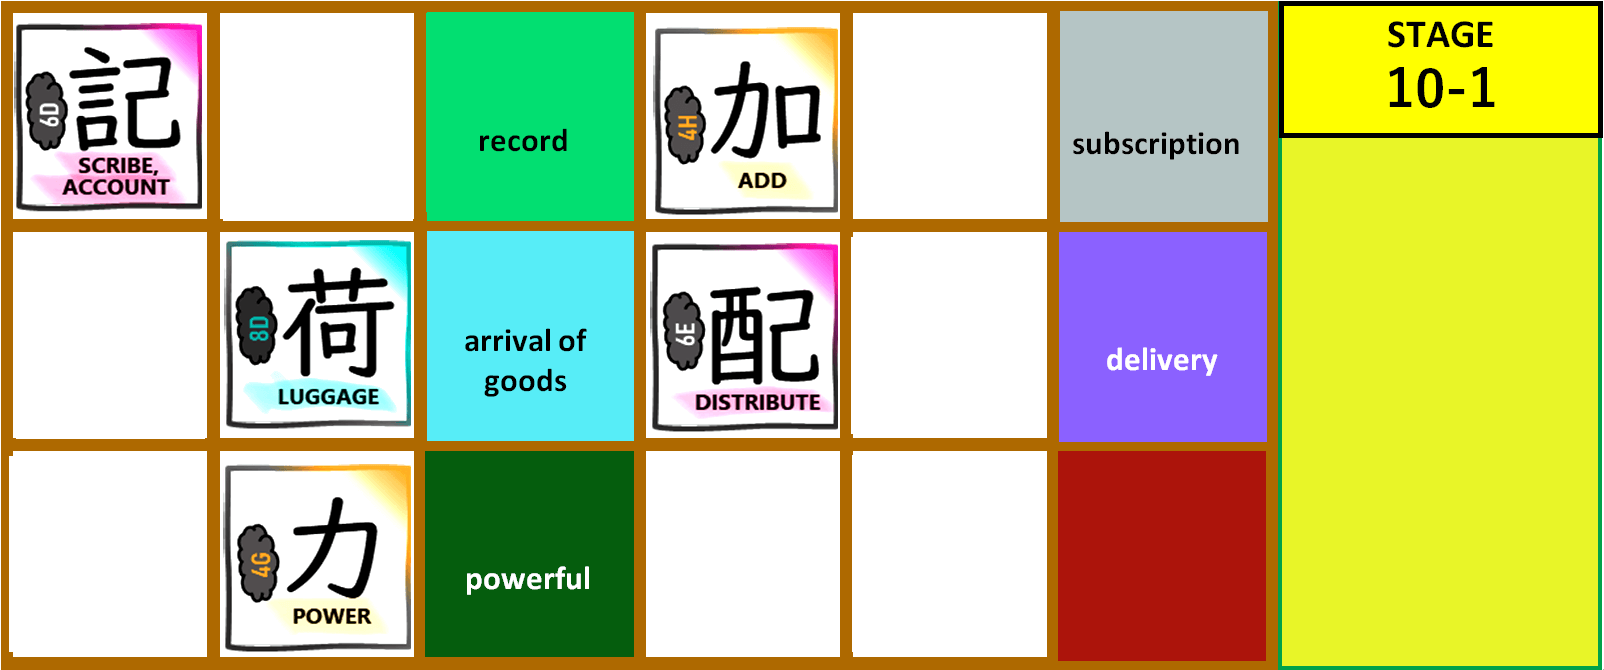 6D
記
SCRIBE,
ACCOUNT
record
4H
加
ADD
subscription
STAGE
10-1
8D
荷
LUGGAGE
arrival of
goods
6E
配
DISTRIBUTE
delivery
4G
力
POWER
powerful